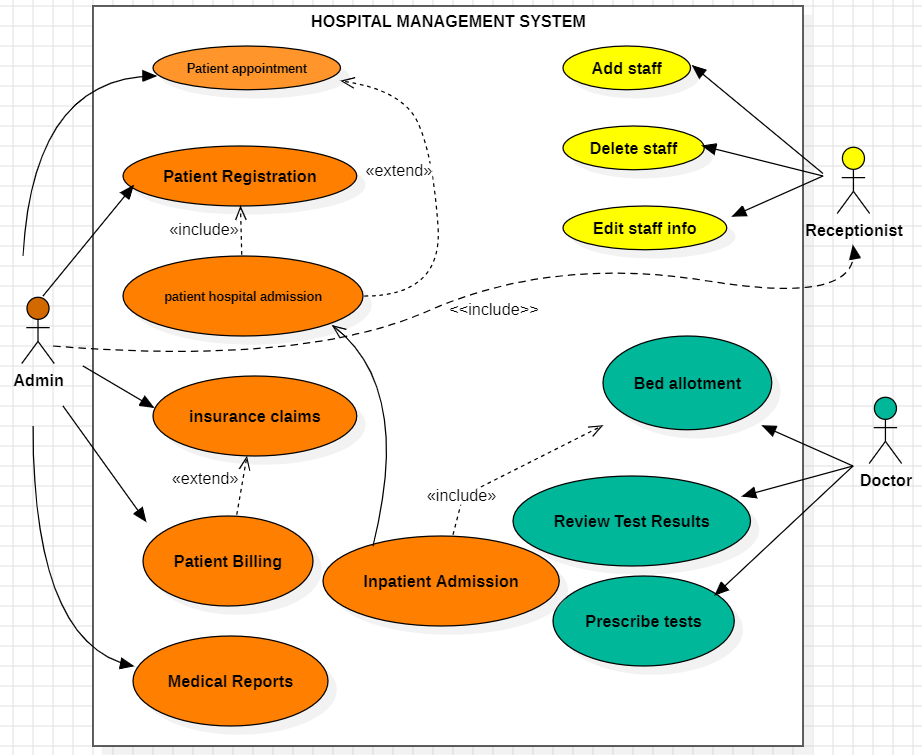 HOSPITAL MANAGEMENT SYSTEM
Patient appointment
Add staff
Delete staff
Patient Registration
«extend»
«include»
Edit staff info
Receptionist
patient hospital admission
<<include>>
Admin
Bed allotment
insurance claims
«extend»
Doctor
«include»
Review Test Results
Patient Billing
Inpatient Admission
Prescribe tests
Medical Reports